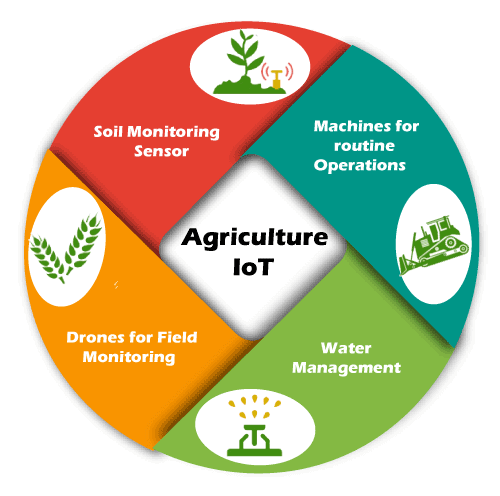 Soil Monitoring
Sensor
Machines for
routine
Operations
Agriculture
IoT
Drones for Field
Monitoring
Water
Management